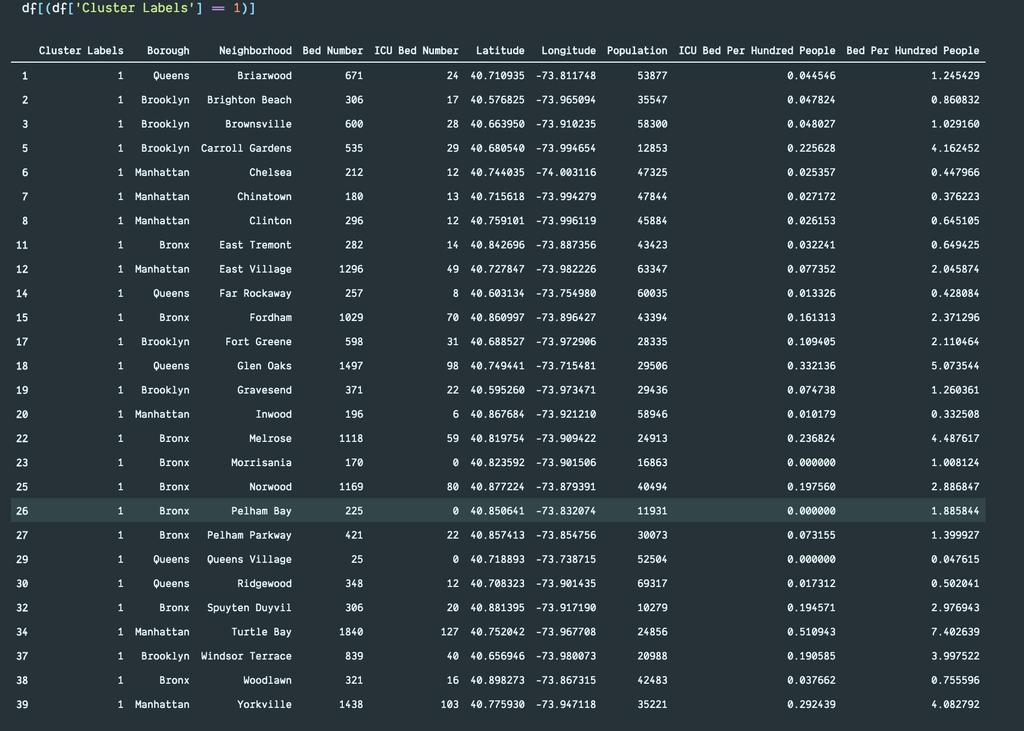 df[(df['Cluster Labels'] == 1)]
Cluster Labels Borough Neighborhood Bed Number ICU Bed Number Latitude Longitude Population ICU Bed Per Hundred People Bed Per Hundred People
1 1 Queens Briarwood 671 24 40.710935 -73.811748 53877 0.044546 1.245429
2 1 Brooklyn Brighton Beach 306 17 40.576825 -73.965094 35547 0.047824 0.860832
3 1 Brooklyn Brownsville 600 28 40.663950 -73.910235 58300 0.048027 1.029160
5 1 Brooklyn Carroll Gardens 535 29 40.680540 -73.994654 12853 0.225628 4.162452
6 1 Manhattan Chelsea 212 12 40.744035 -74.003116 47325 0.025357 0.447966
7 1 Manhattan Chinatown 180 13 40.715618 -73.994279 47844 0.027172 0.376223
8 1 Manhattan Clinton 296 12 40.759101 -73.996119 45884 0.026153 0.645105
11 1 Bronx East Tremont 282 14 40.842696 -73.887356 43423 0.032241 0.649425
12 1 Manhattan East Village 1296 49 40.727847 -73.982226 63347 0.077352 2.045874
14 1 Queens Far Rockaway 257 8 40.603134 -73.754980 60035 0.013326 0.428084
15 1 Bronx Fordham 1029 70 40.860997 -73.896427 43394 0.161313 2.371296
17 1 Brooklyn Fort Greene 598 31 40.688527 -73.972906 28335 0.109405 2.110464
18 1 Queens Glen Oaks 1497 98 40.749441 -73.715481 29506 0.332136 5.073544
19 1 Brooklyn Gravesend 371 22 40.595260 -73.973471 29436 0.074738 1.260361
20 1 Manhattan Inwood 196 6 40.867684 -73.921210 58946 0.010179 0.332508
22 1 Bronx Melrose 1118 59 40.819754 -73.909422 24913 0.236824 4.487617
23 1 Bronx Morrisania 170 0 40.823592 -73.901506 16863 0.000000 1.008124
25 1 Bronx Norwood 1169 80 40.877224 -73.879391 40494 0.197560 2.886847
26 1 Bronx Pelham Bay 225 0 40.850641 -73.832074 11931 0.000000 1.885844
27 1 Bronx Pelham Parkway 421 22 40.857413 -73.854756 30073 0.073155 1.399927
29 1 Queens Queens Village 25 0 40.718893 -73.738715 52504 0.000000 0.047615
30 1 Queens Ridgewood 348 12 40.708323 -73.901435 69317 0.017312 0.502041
32 1 Bronx Spuyten Duyvil 306 20 40.881395 -73.917190 10279 0.194571 2.976943
34 1 Manhattan Turtle Bay 1840 127 40.752042 -73.967708 24856 0.510943 7.402639
37 1 Brooklyn Windsor Terrace 839 40 40.656946 -73.980073 20988 0.190585 3.997522
38 1 Bronx Woodlawn 321 16 40.898273 -73.867315 42483 0.037662 0.755596
39 1 Manhattan Yorkville 1438 103 40.775930 -73.947118 35221 0.292439 4.082792